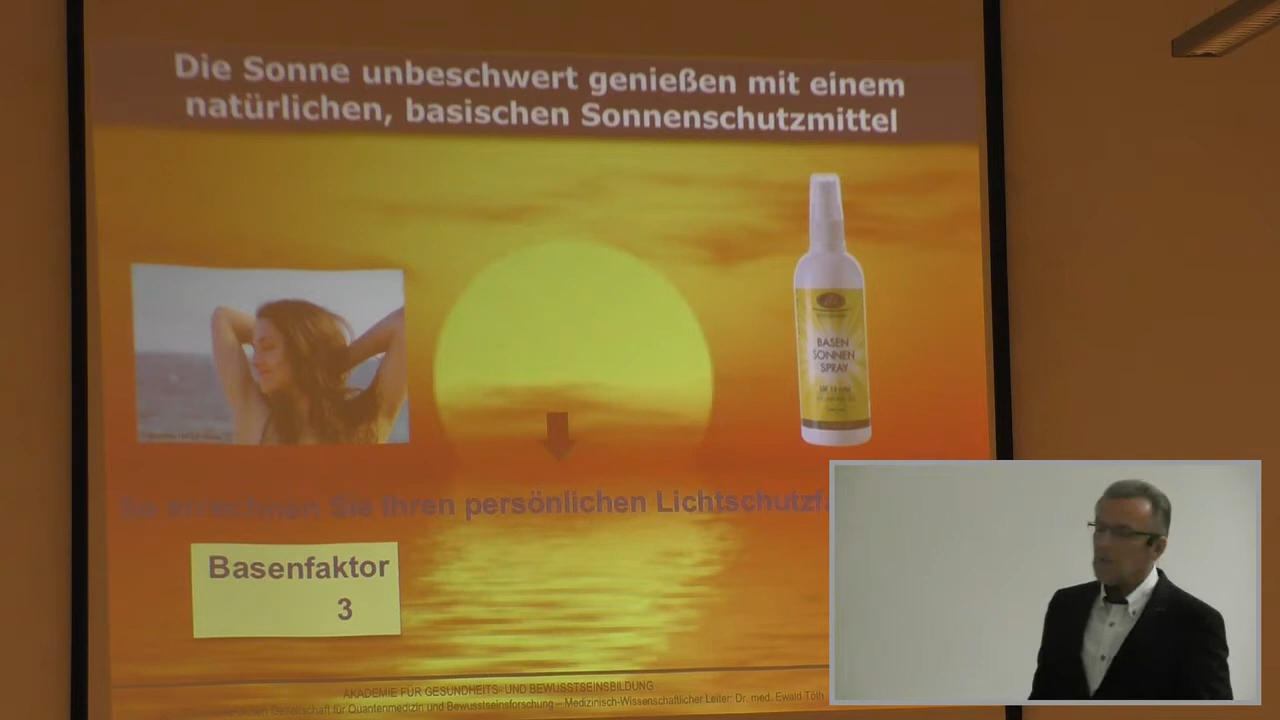 Die Sonne unbeschwert genießen mit einem
natürlichen, basischen Sonnenschutzmittel
BASEN
SONNEN
SPRAY
So errechnen Sie Ihren persönlichen
Basenfaktor
3
AKADEMIE FÜR GESUNDHEITS- UND BEWUSSTSEINSBILDUNG
Gesellschaft für Quantenmedizin und Bewusstseinsforschung – Medizinisch-Wissenschaftlicher Leiter: Dr. med. Ewald Töth